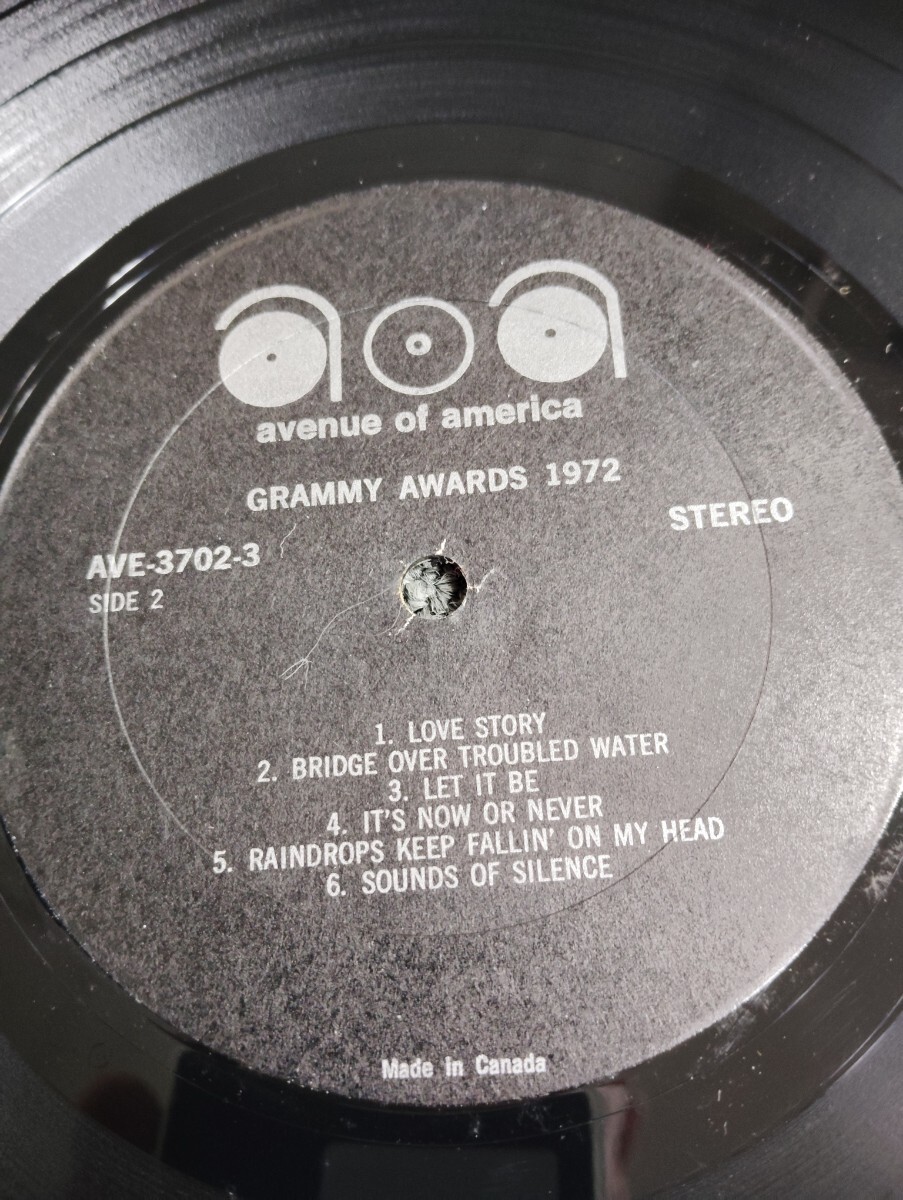 aoa
avenue of america
GRAMMY AWARDS 1972
STEREO
AVE-3702-3
SIDE 2
1. LOVE STORY
2. BRIDGE OVER TROUBLED WATER
3. LET IT BE
4. IT'S NOW OR NEVER
5. RAINDROPS KEEP FALLIN' ON MY HEAD
6. SOUNDS OF SILENCE
Made in Canada